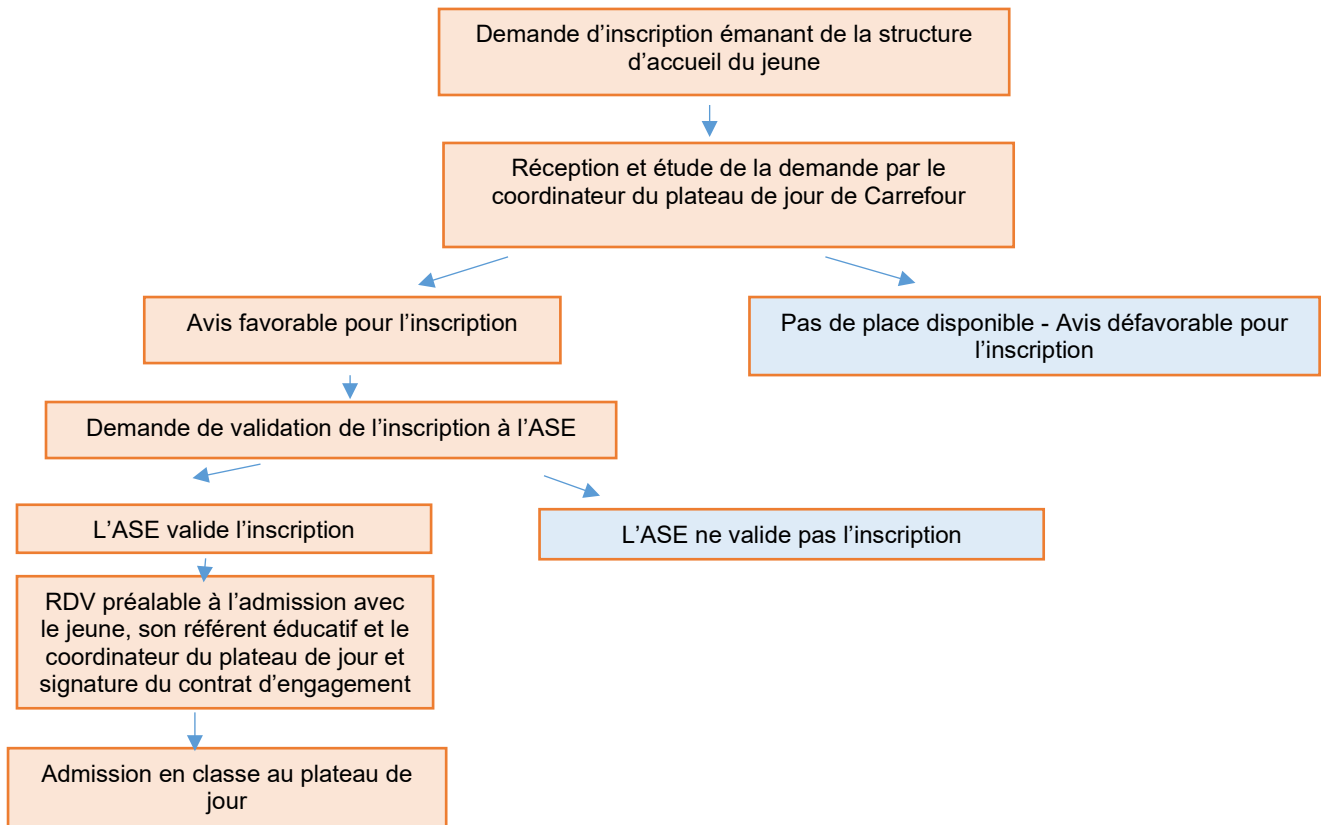 Demande d’inscription émanant de la structure
d’accueil du jeune
Réception et étude de la demande par le
coordinateur du plateau de jour de Carrefour
Avis favorable pour l’inscription
Pas de place disponible - Avis défavorable pour
l’inscription
Demande de validation de l’inscription à l’ASE
L’ASE valide l’inscription
L’ASE ne valide pas l’inscription
RDV préalable à l’admission avec
le jeune, son référent éducatif et le
coordinateur du plateau de jour et
signature du contrat d’engagement
Admission en classe au plateau de
jour